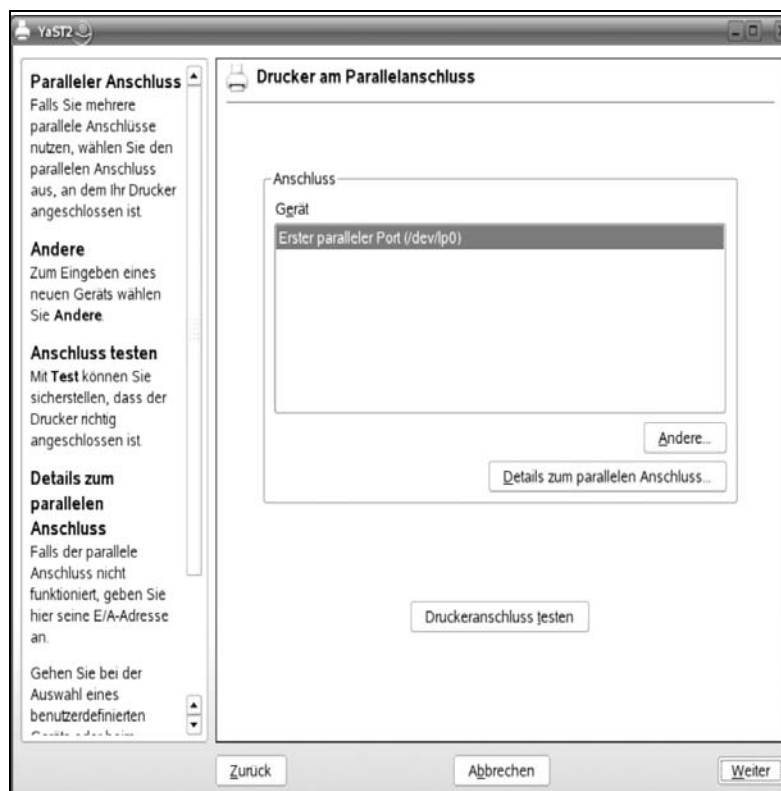 YaST2
Paralleler Anschluss
Falls Sie mehrere
parallele Anschlüsse
nutzen, wählen Sie den
parallelen Anschluss
aus, an dem Ihr Drucker
angeschlossen ist.
Andere
Zum Eingeben eines
neuen Geräts wählen
Sie Andere.
Anschluss testen
Mit Test können Sie
sicherstellen, dass der
Drucker richtig
angeschlossen ist.
Details zum
parallelen
Anschluss
Falls der parallele
Anschluss nicht
funktioniert, geben Sie
hier seine E/A-Adresse
an.
Gehen Sie bei der
Auswahl eines
benutzerdefinierten
Drucker am Parallelanschluss
Anschluss
Gerät
Erster paralleler Port (/dev/lp0)
Andere...
Details zum parallelen Anschluss...
Druckeranschluss testen
Zurück
Abbrechen
Weiter